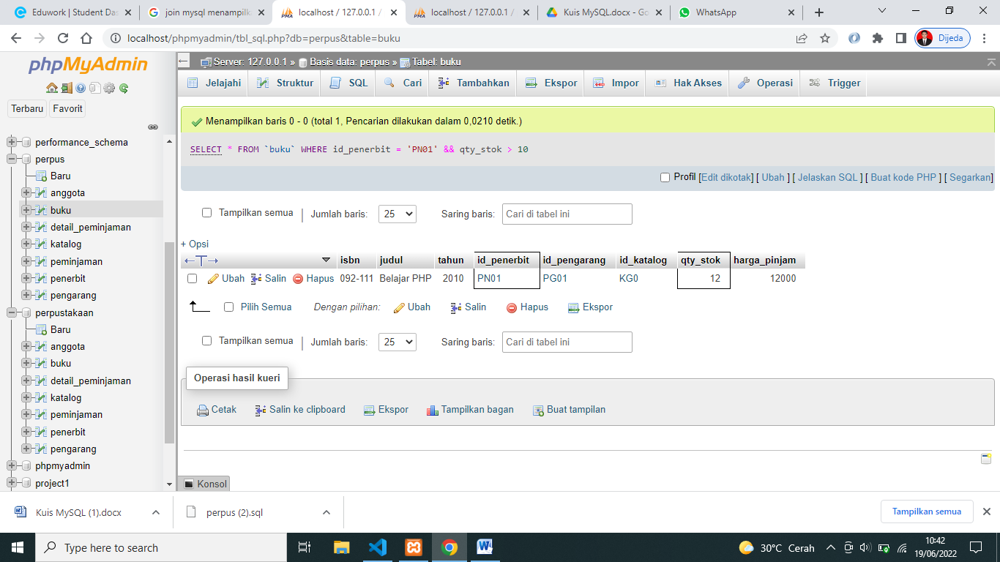 Eduwork | Student Das
join mysql menampilk
localhost / 127.0.0.1 /
localhost / 127.0.0.1 /
Kuis MySQL.docx - Go
WhatsApp
localhost/phpmyadmin/tbl_sql.php?db=perpus&table=buku
Dijeda
phpMyAdmin
Terbaru
Favorit
performance_schema
perpus
Baru
anggota
buku
detail_peminjaman
katalog
peminjaman
penerbit
pengarang
perpustakaan
Baru
anggota
buku
detail_peminjaman
katalog
peminjaman
penerbit
pengarang
phpmyadmin
project1
Server: 127.0.0.1 » Basis data: perpus » Tabel: buku
Jelajahi Struktur SQL Cari Tambahkan Ekspor Impor Hak Akses Operasi Trigger
Menampilkan baris 0 - 0 (total 1, Pencarian dilakukan dalam 0,0210 detik.)
SELECT * FROM `buku` WHERE id_penerbit = 'PN01' && qty_stok > 10
Profil [Edit dikotak] [ Ubah ] [ Jelaskan SQL ] [ Buat kode PHP ] [ Segarkan]
Tampilkan semua | Jumlah baris: 25 Saring baris: Cari di tabel ini
+ Opsi
←T→ isbn judul tahun id_penerbit id_pengarang id_katalog qty_stok harga_pinjam
Ubah Salin Hapus 092-111 Belajar PHP 2010 PN01 PG01 KG0 12 12000
Pilih Semua Dengan pilihan: Ubah Salin Hapus Ekspor
Tampilkan semua | Jumlah baris: 25 Saring baris: Cari di tabel ini
Operasi hasil kueri
Cetak Salin ke clipboard Ekspor Tampilkan bagan Buat tampilan
Konsol
Kuis MySQL (1).docx
perpus (2).sql
Tampilkan semua
Type here to search
30°C Cerah
10:42
19/06/2022